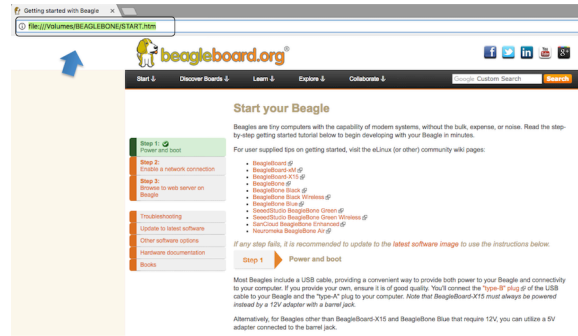 Getting started with Beagle
file:///Volumes/BEAGLEBONE/START.htm
beagleboard.org®
Start Discover Boards Learn Explore Collaborate Google Custom Search Search
Start your Beagle
Beagles are tiny computers with the capability of modern systems, without the bulk, expense, or noise. Read the step-
by-step getting started tutorial below to begin developing with your Beagle in minutes.
For user supplied tips on getting started, visit the eLinux (or other) community wiki pages:
BeagleBoard
BeagleBoard-xM
BeagleBoard-X15
BeagleBone
BeagleBone Black
BeagleBone Black Wireless
BeagleBone Blue
SeeedStudio BeagleBone Green
SeeedStudio BeagleBone Green Wireless
SanCloud BeagleBone Enhanced
Neuromeka BeagleBone Air
Step 1:
Power and boot
Step 2:
Enable a network connection
Step 3:
Browse to web server on
Beagle
Troubleshooting
Update to latest software
Other software options
Hardware documentation
Books
If any step fails, it is recommended to update to the latest software image to use the instructions below.
Step 1 Power and boot
Most Beagles include a USB cable, providing a convenient way to provide both power to your Beagle and connectivity
to your computer. If you provide your own, ensure it is of good quality. You'll connect the "type-B" plug of the USB
cable to your Beagle and the "type-A" plug to your computer. Note that BeagleBoard-X15 must always be powered
instead by a 12V adapter with a barrel jack.
Alternatively, for Beagles other than BeagleBoard-X15 and BeagleBone Blue that require 12V, you can utilize a 5V
adapter connected to the barrel jack.